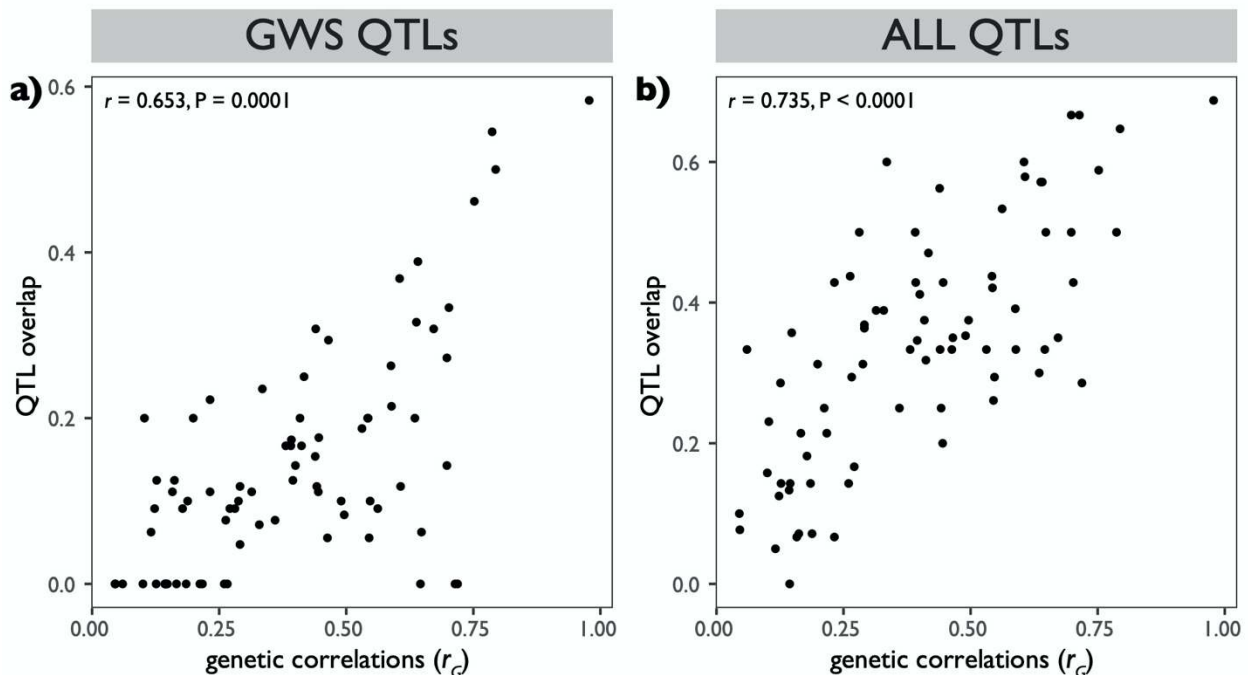 GWS QTLs
a)
r = 0.653, P = 0.0001
0.6
0.4
0.2
0.0
QTL overlap
0.00 0.25 0.50 0.75 1.00
genetic correlations (rG)
ALL QTLs
b)
r = 0.735, P < 0.0001
0.6
0.4
0.2
0.0
QTL overlap
0.00 0.25 0.50 0.75 1.00
genetic correlations (rG)